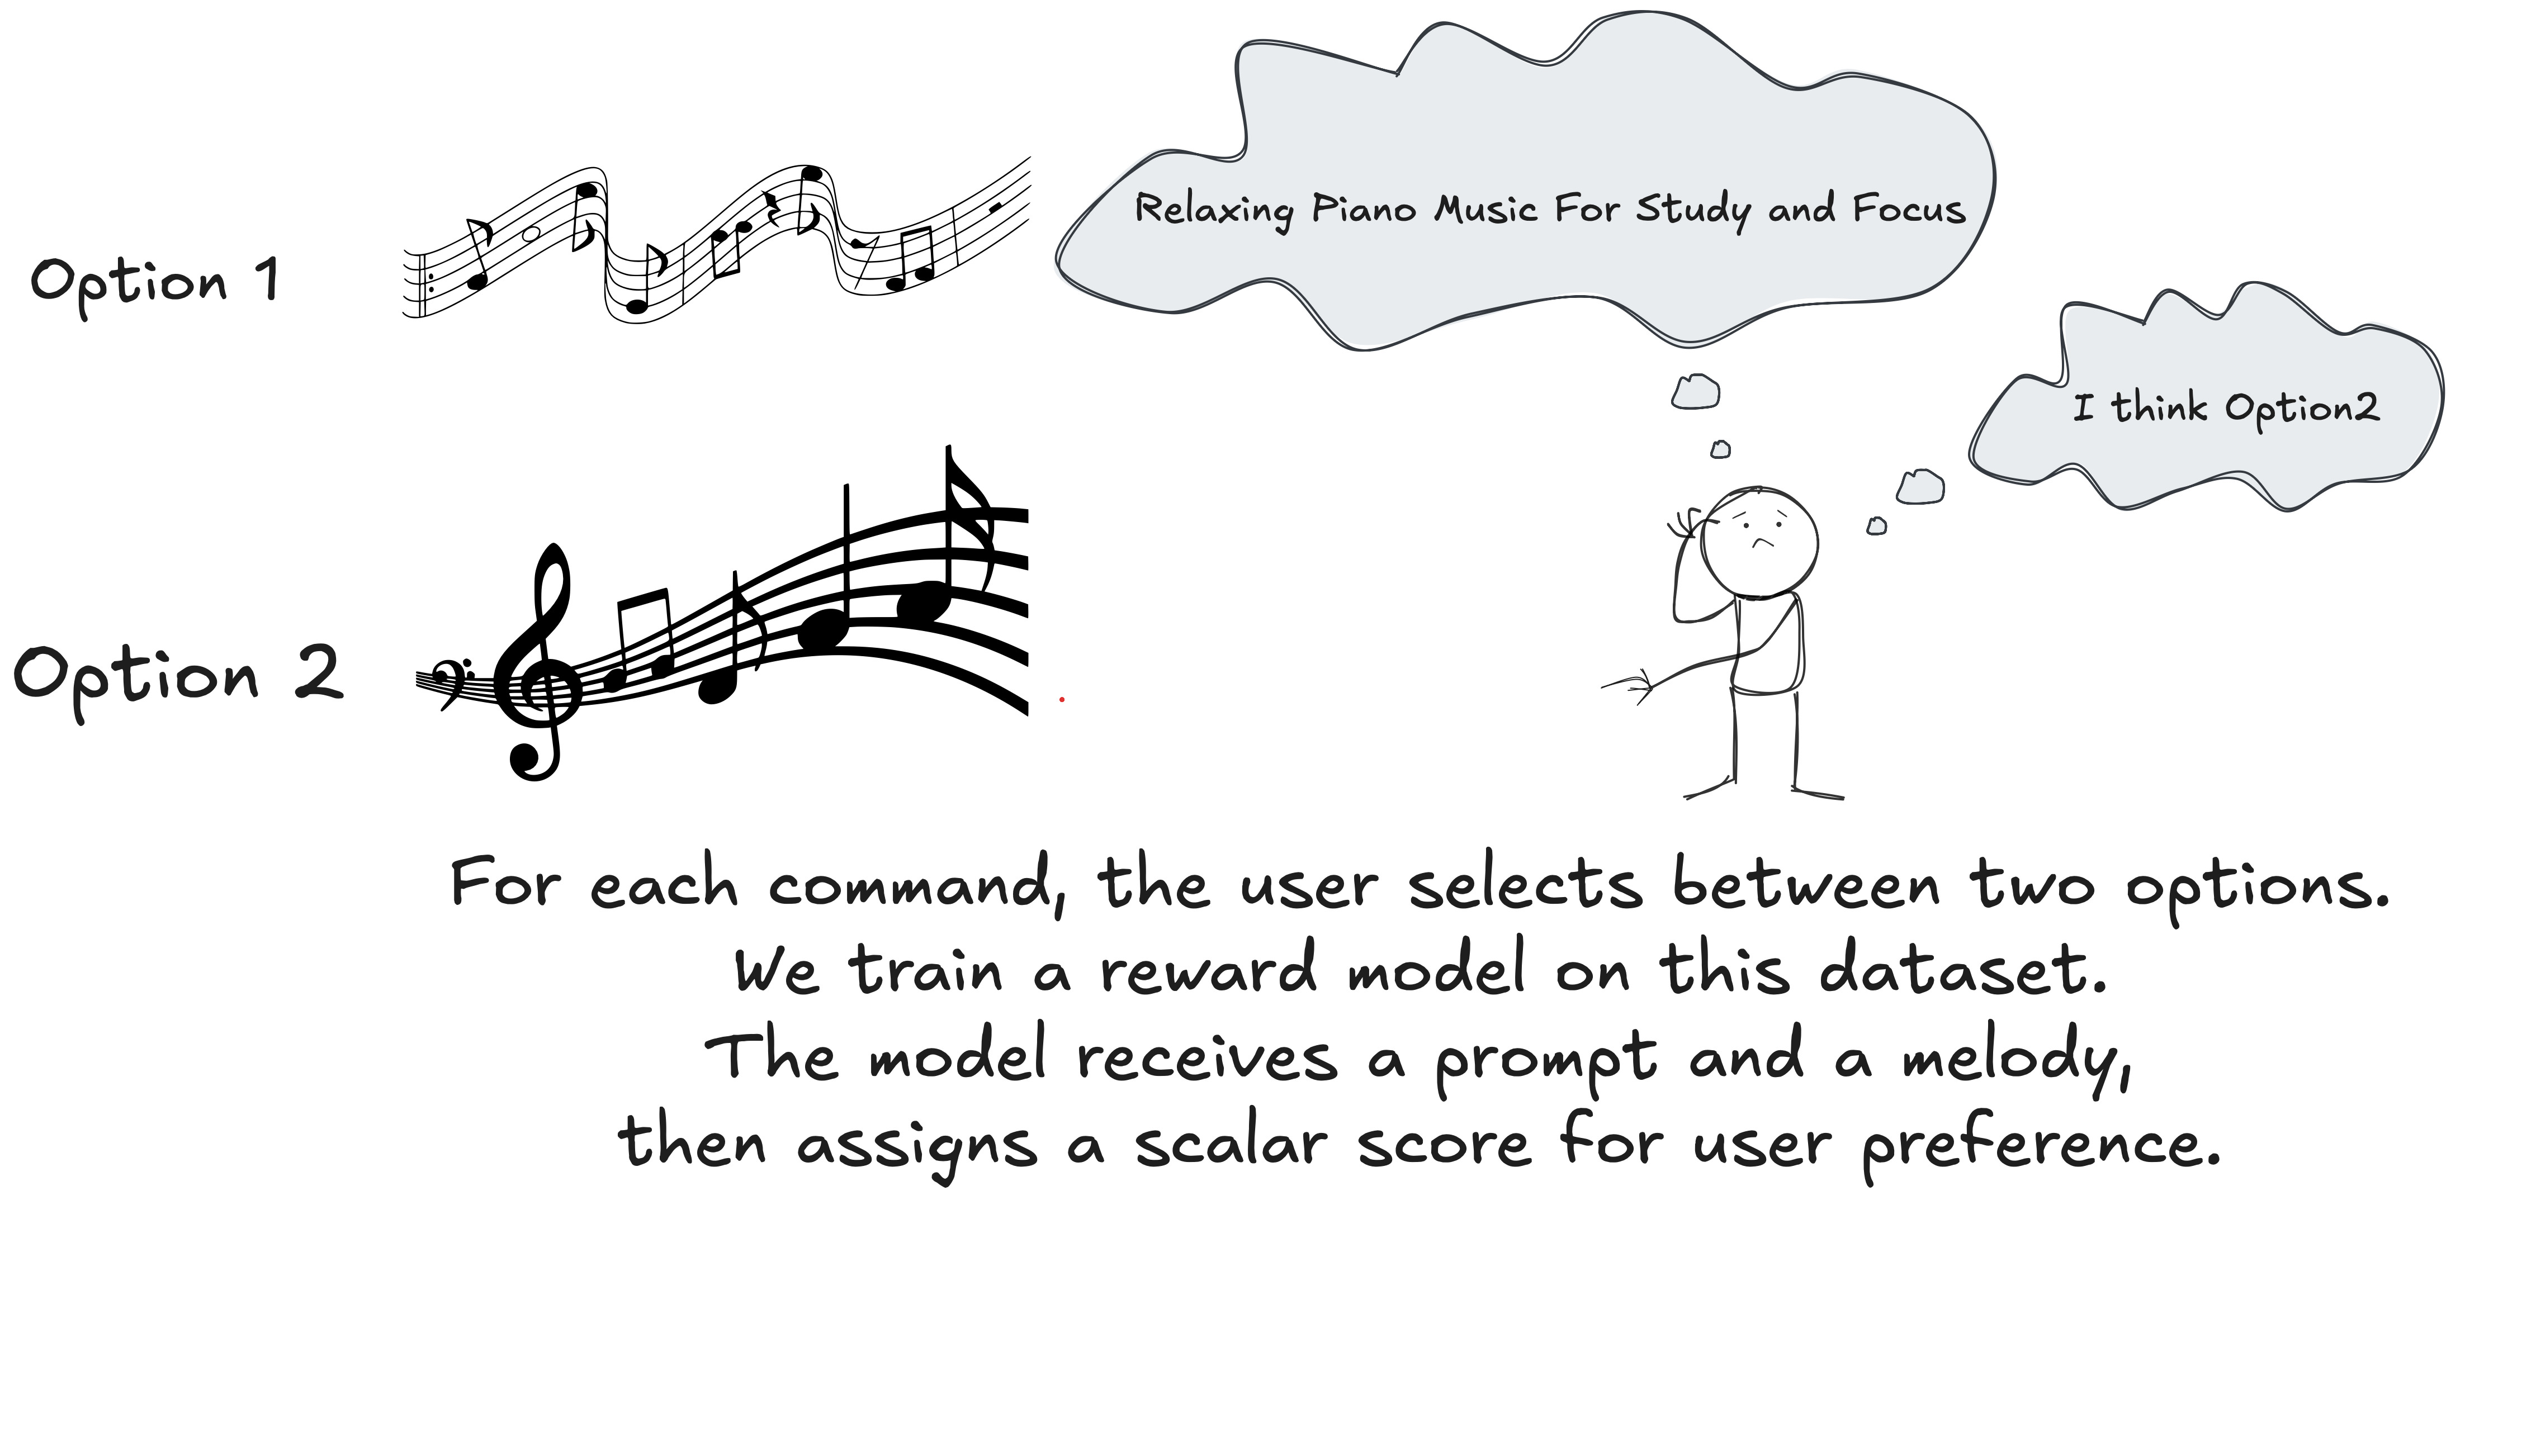 Relaxing Piano Music For Study and Focus
Option 1
I think Option2
Option 2
For each command, the user selects between two options.
We train a reward model on this dataset.
The model receives a prompt and a melody,
then assigns a scalar score for user preference.